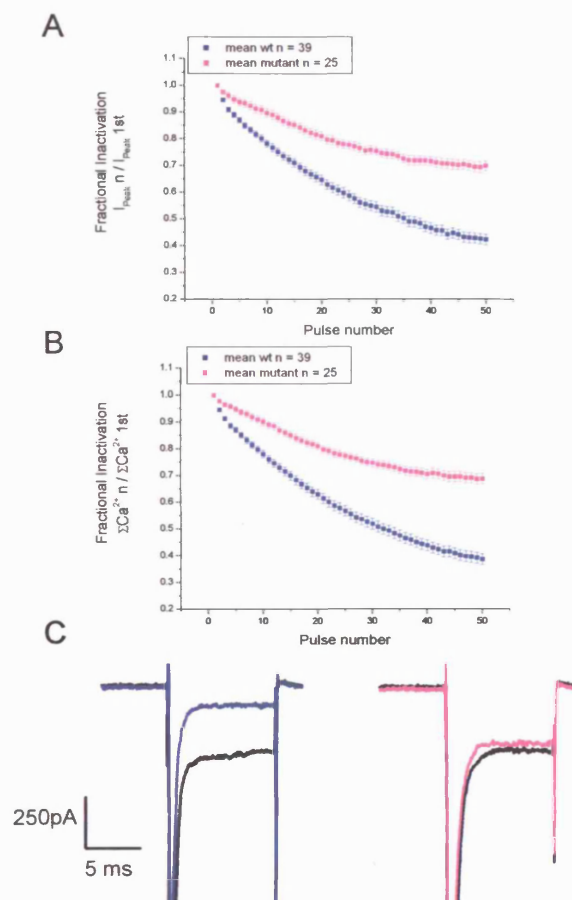 A
mean wt n = 39
mean mutant n = 25
Fractional Inactivation
I Peak n / I Peak 1st
1.1
1.0
0.9
0.8
0.7
0.6
0.5
0.4
0.3
0.2
0 10 20 30 40 50
Pulse number
B
mean wt n = 39
mean mutant n = 25
Fractional Inactivation
ΣCa²⁺ n / ΣCa²⁺ 1st
1.1
1.0
0.9
0.8
0.7
0.6
0.5
0.4
0.3
0.2
0 10 20 30 40 50
Pulse number
C
250pA
5 ms